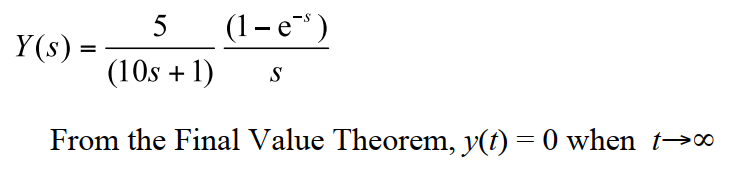 Y(s) = 5/(10s + 1) (1 – e⁻ˢ)/s
From the Final Value Theorem, y(t) = 0 when t→∞